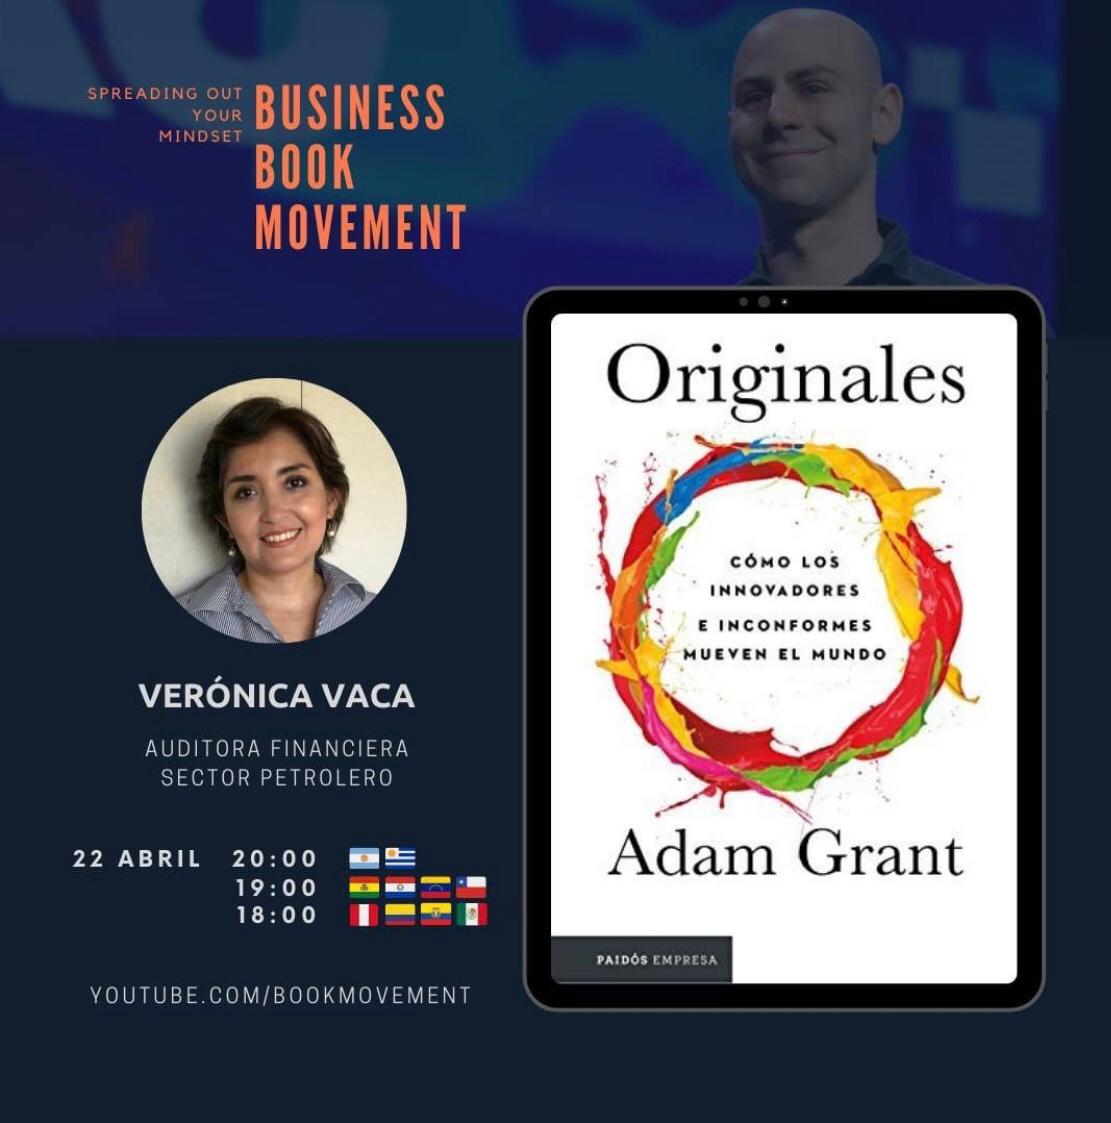 SPREADING OUT
YOUR
MINDSET
BUSINESS
BOOK
MOVEMENT
Originales
CÓMO LOS
INNOVADORES
E INCONFORMES
MUEVEN EL MUNDO
Adam Grant
PAIDÓS EMPRESA
VERÓNICA VACA
AUDITORA FINANCIERA
SECTOR PETROLERO
22 ABRIL 20:00
19:00
18:00
YOUTUBE.COM/BOOKMOVEMENT